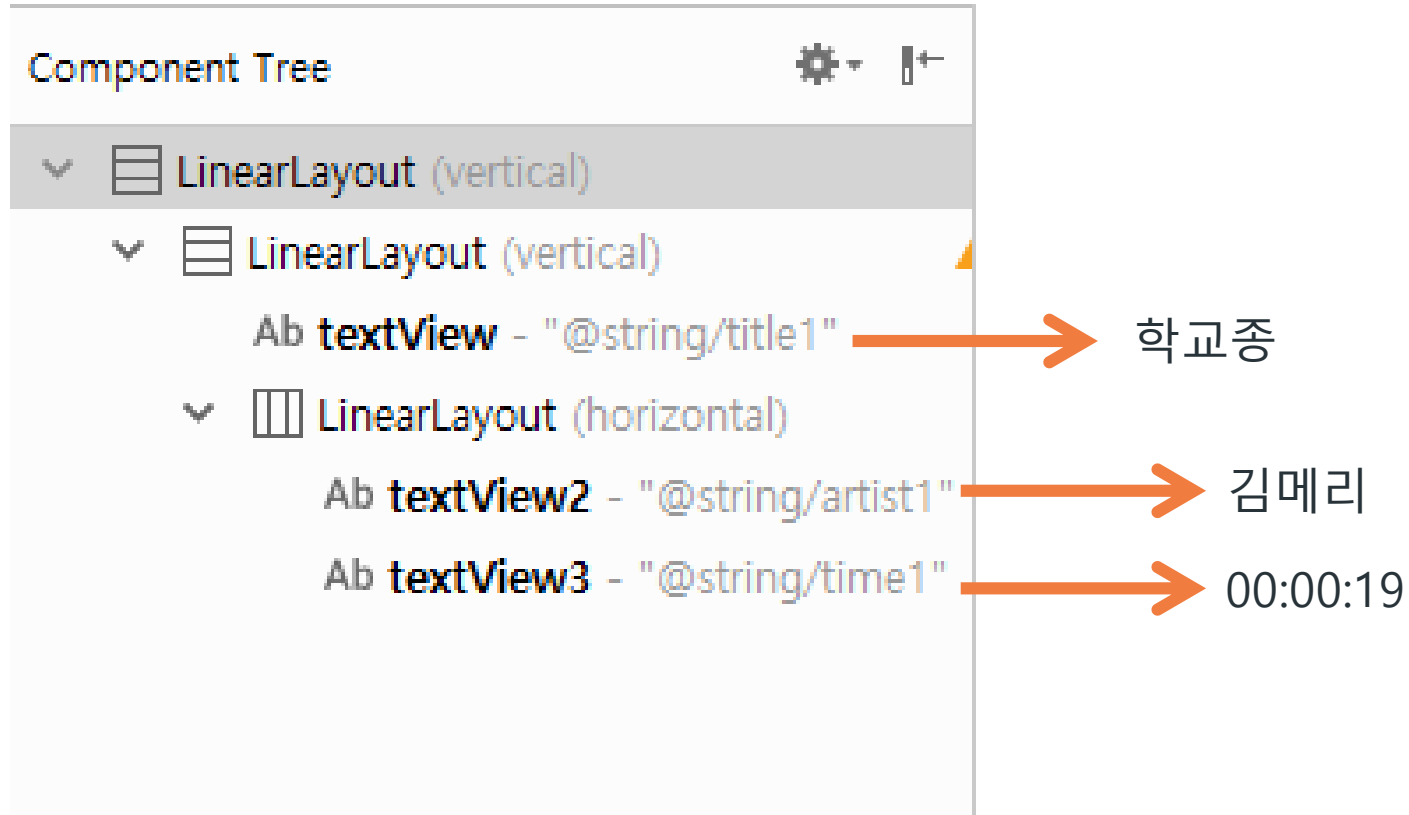 Component Tree
LinearLayout (vertical)
LinearLayout (vertical)
Ab textView - "@string/title1" 학교종
LinearLayout (horizontal)
Ab textView2 - "@string/artist1" 김메리
Ab textView3 - "@string/time1" 00:00:19